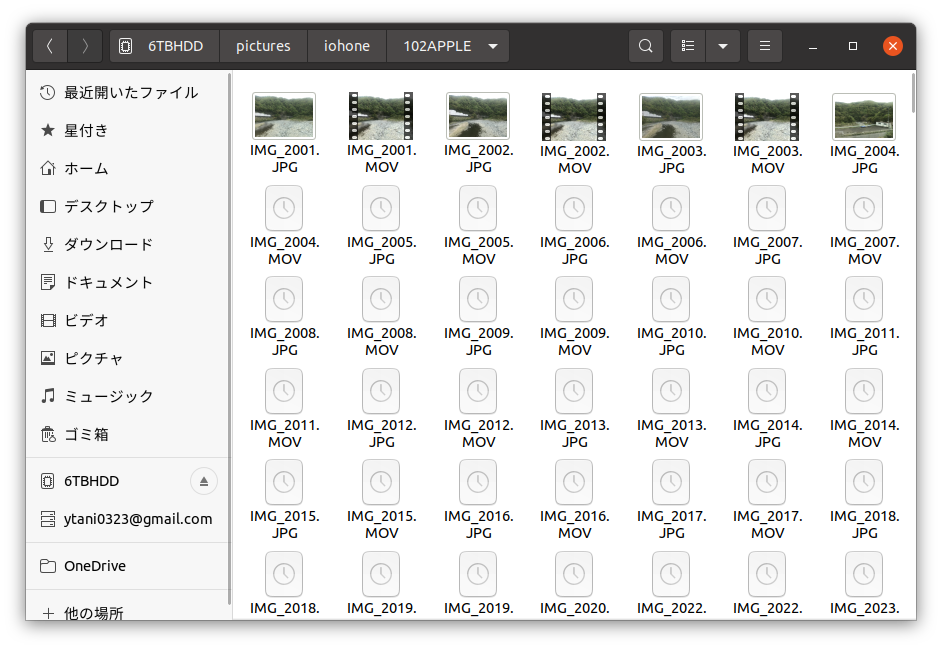 6TBHDD pictures iohone 102APPLE
最近開いたファイル
星付き
ホーム
デスクトップ
ダウンロード
ドキュメント
ビデオ
ピクチャ
ミュージック
ゴミ箱
6TBHDD
ytani0323@gmail.com
OneDrive
他の場所
IMG_2001. IMG_2001. IMG_2002. IMG_2002. IMG_2003. IMG_2003. IMG_2004.
JPG MOV JPG MOV JPG MOV JPG
IMG_2004. IMG_2005. IMG_2005. IMG_2006. IMG_2006. IMG_2007. IMG_2007.
MOV JPG MOV JPG MOV JPG MOV
IMG_2008. IMG_2008. IMG_2009. IMG_2009. IMG_2010. IMG_2010. IMG_2011.
JPG MOV JPG MOV JPG MOV JPG
IMG_2011. IMG_2012. IMG_2012. IMG_2013. IMG_2013. IMG_2014. IMG_2014.
MOV JPG MOV JPG MOV JPG MOV
IMG_2015. IMG_2015. IMG_2016. IMG_2016. IMG_2017. IMG_2017. IMG_2018.
JPG MOV JPG MOV JPG MOV JPG
IMG_2018. IMG_2019. IMG_2019. IMG_2020. IMG_2022. IMG_2022. IMG_2023.